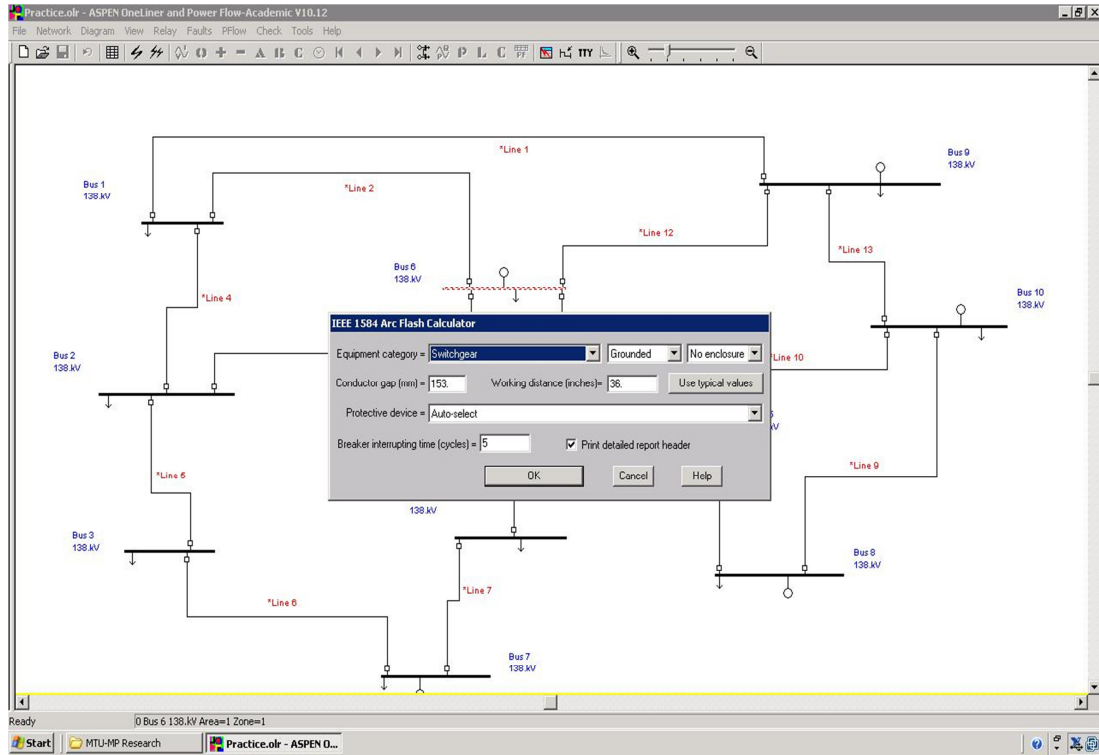 Practice.olr - ASPEN OneLiner and Power Flow-Academic V10.12
File Network Diagram View Relay Faults PFlow Check Tools Help
TTY
*Line 1
Bus 9
138.kV
Bus 1
138.kV
*Line 2
*Line 12
*Line 13
Bus 6
138.kV
Bus 10
138.kV
*Line 4
IEEE 1584 Arc Flash Calculator
Bus 2
138.kV
Equipment category = Switchgear Grounded No enclosure
*Line 10
Conductor gap (mm) = 153. Working distance (inches)= 36. Use typical values
Protective device = Auto-select
Breaker interrupting time (cycles) = 5 Print detailed report header
OK Cancel Help
*Line 5
*Line 9
138.kV
Bus 3
138.kV
Bus 8
138.kV
*Line 7
*Line 6
Bus 7
138.kV
Ready 0 Bus 6 138.kV Area=1 Zone=1
Start MTU-MP Research Practice.olr - ASPEN O...